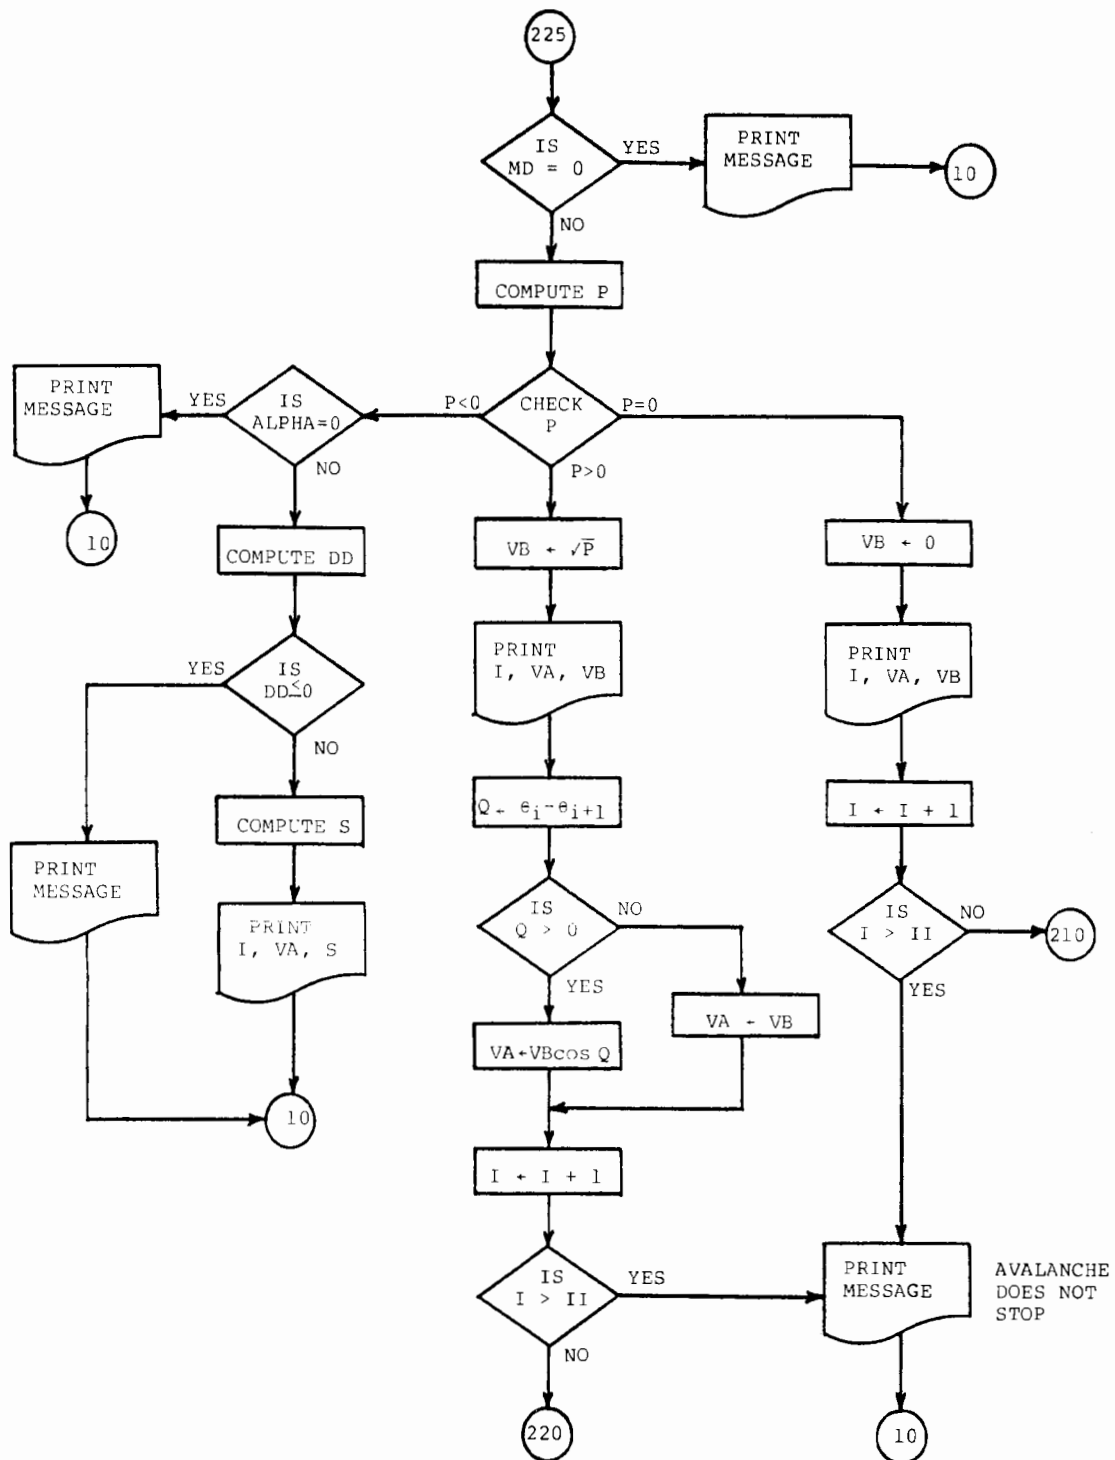 225
IS
MD = 0
YES
PRINT
MESSAGE
10
NO
COMPUTE P
PRINT
MESSAGE
YES
IS
ALPHA=0
P<0
CHECK
P
P=0
NO
P>0
10
COMPUTE DD
VB ← √P
VB ← 0
YES
IS
DD≤0
PRINT
I, VA, VB
PRINT
I, VA, VB
NO
Q ← θi-θi+1
I ← I + 1
COMPUTE S
PRINT
MESSAGE
PRINT
I, VA, S
IS
Q > 0
NO
IS
I > II
NO
210
YES
YES
VA ← VB
VA←VBcos Q
10
I ← I + 1
IS
I > II
YES
PRINT
MESSAGE
AVALANCHE
DOES NOT
STOP
NO
220
10